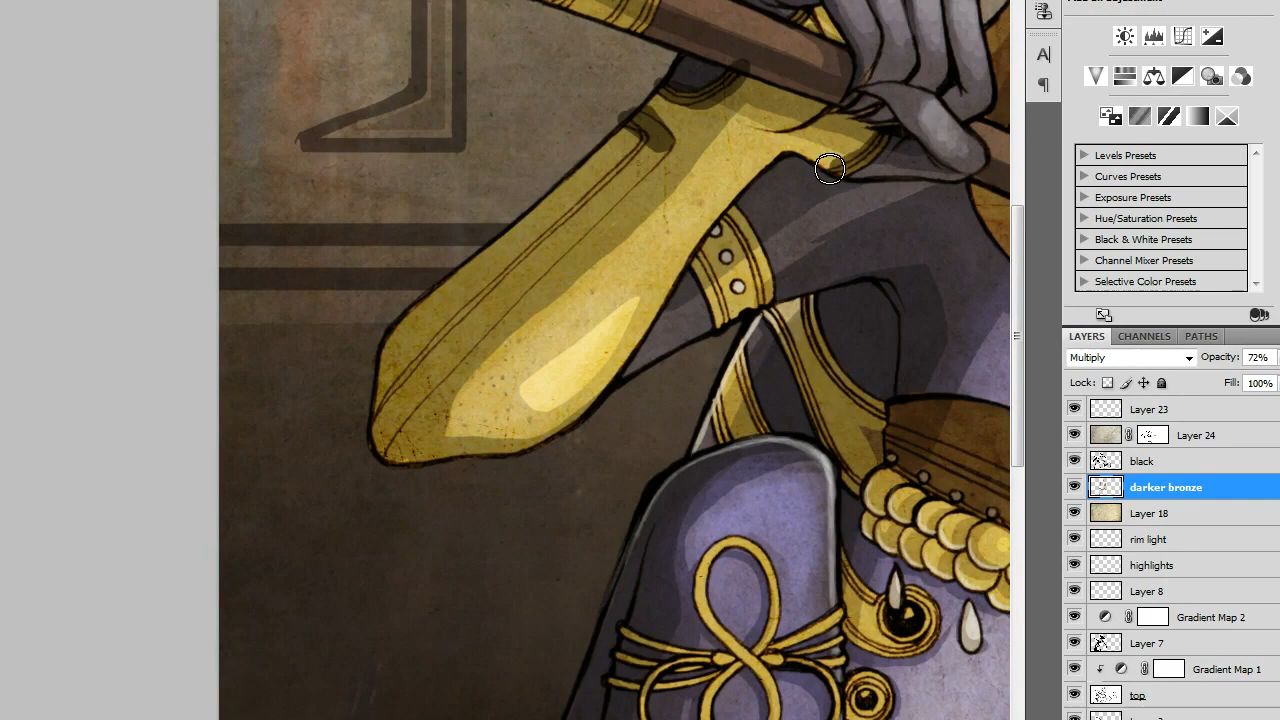 A
¶
Levels Presets
Curves Presets
Exposure Presets
Hue/Saturation Presets
Black & White Presets
Channel Mixer Presets
Selective Color Presets
LAYERS CHANNELS PATHS
Multiply Opacity: 72%
Lock: Fill: 100%
Layer 23
Layer 24
black
darker bronze
Layer 18
rim light
highlights
Layer 8
Gradient Map 2
Layer 7
Gradient Map 1
top